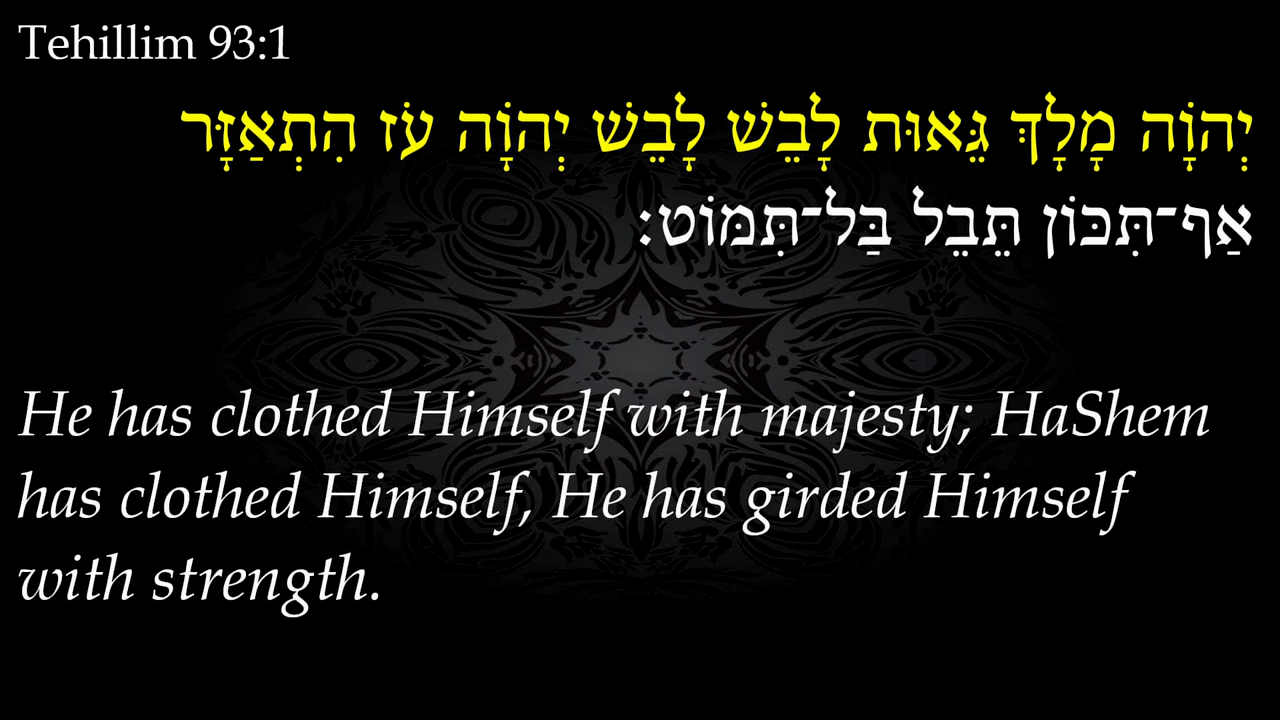 Tehillim 93:1
יְהוָֹה מָלָךְ גֵּאוּת לָבֵשׁ לָבֵשׁ יְהוָֹה עֹז הִתְאַזָּר
אַף־תִּכּוֹן תֵּבֵל בַּל־תִּמּוֹט׃
He has clothed Himself with majesty; HaShem
has clothed Himself, He has girded Himself
with strength.